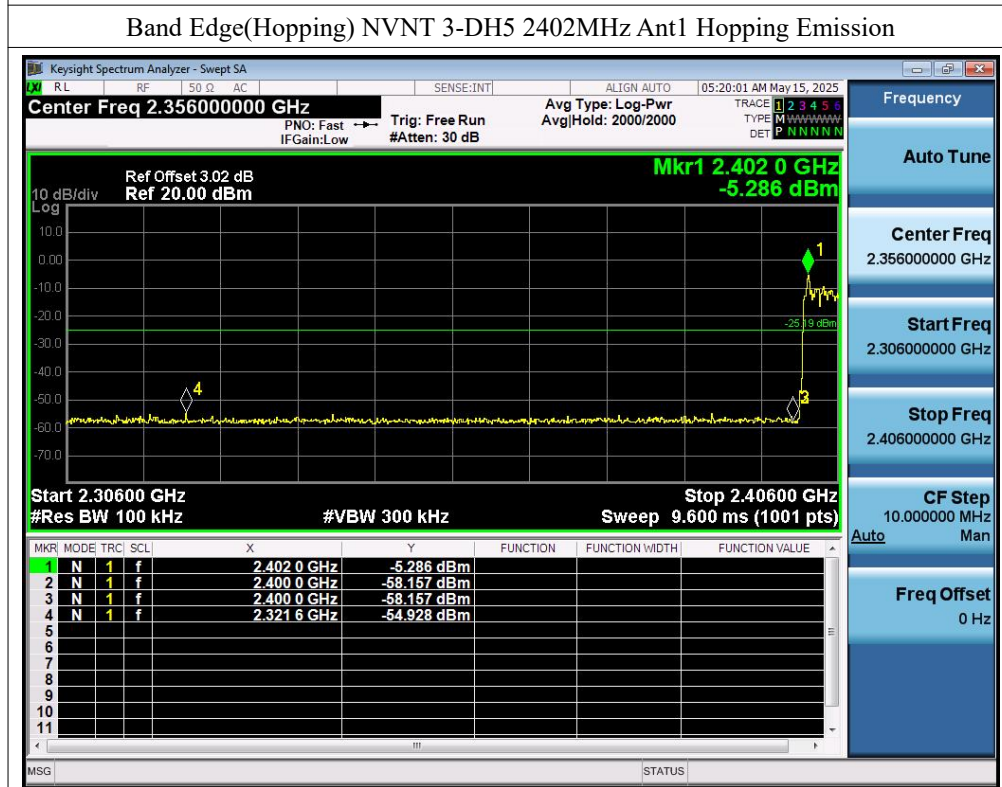 Band Edge(Hopping) NVNT 3-DH5 2402MHz Ant1 Hopping Emission
Keysight Spectrum Analyzer - Swept SA
LXI RL RF 50 Ω AC SENSE:INT ALIGN AUTO 05:20:01 AM May 15, 2025
Center Freq 2.356000000 GHz
PNO: Fast
IFGain:Low
Trig: Free Run
#Atten: 30 dB
Avg Type: Log-Pwr
Avg|Hold: 2000/2000
TRACE 1 2 3 4 5 6
TYPE M WWWWW
DET P N N N N N
Mkr1 2.402 0 GHz
-5.286 dBm
Ref Offset 3.02 dB
10 dB/div Ref 20.00 dBm
Log
10.0
0.00
-10.0
-20.0
-30.0
-40.0
-50.0
-60.0
-70.0
1
-25.19 dBm
4
3
Start 2.30600 GHz Stop 2.40600 GHz
#Res BW 100 kHz #VBW 300 kHz Sweep 9.600 ms (1001 pts)
MKR MODE TRC SCL X Y FUNCTION FUNCTION WIDTH FUNCTION VALUE
1 N 1 f 2.402 0 GHz -5.286 dBm
2 N 1 f 2.400 0 GHz -58.157 dBm
3 N 1 f 2.400 0 GHz -58.157 dBm
4 N 1 f 2.321 6 GHz -54.928 dBm
5
6
7
8
9
10
11
MSG STATUS
Frequency
Auto Tune
Center Freq
2.356000000 GHz
Start Freq
2.306000000 GHz
Stop Freq
2.406000000 GHz
CF Step
10.000000 MHz
Auto Man
Freq Offset
0 Hz